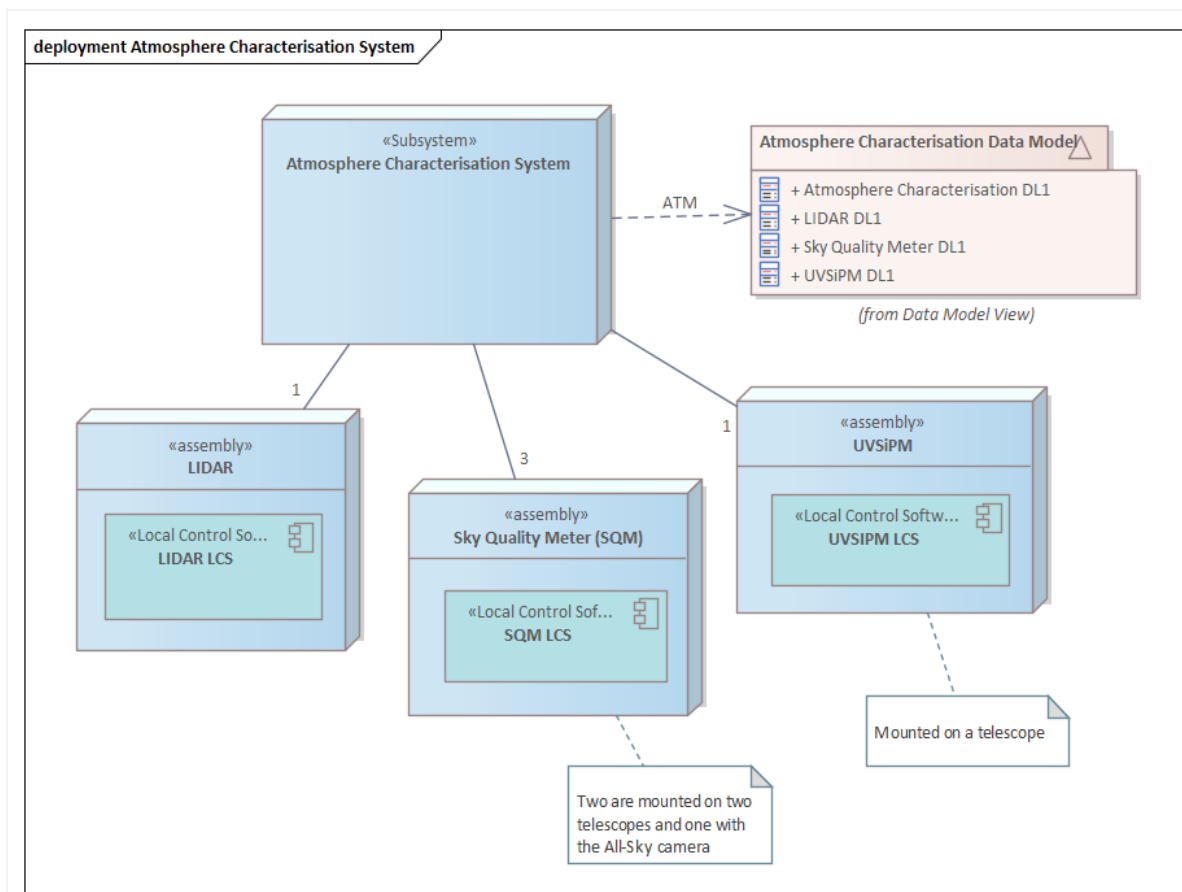 deployment Atmosphere Characterisation System
«Subsystem»
Atmosphere Characterisation System
Atmosphere Characterisation Data Model
+ Atmosphere Characterisation DL1
+ LIDAR DL1
+ Sky Quality Meter DL1
+ UVSiPM DL1
(from Data Model View)
ATM
1
3
1
«assembly»
LIDAR
«Local Control So...
LIDAR LCS
«assembly»
Sky Quality Meter (SQM)
«Local Control Sof...
SQM LCS
«assembly»
UVSiPM
«Local Control Softw...
UVSIPM LCS
Mounted on a telescope
Two are mounted on two
telescopes and one with
the All-Sky camera